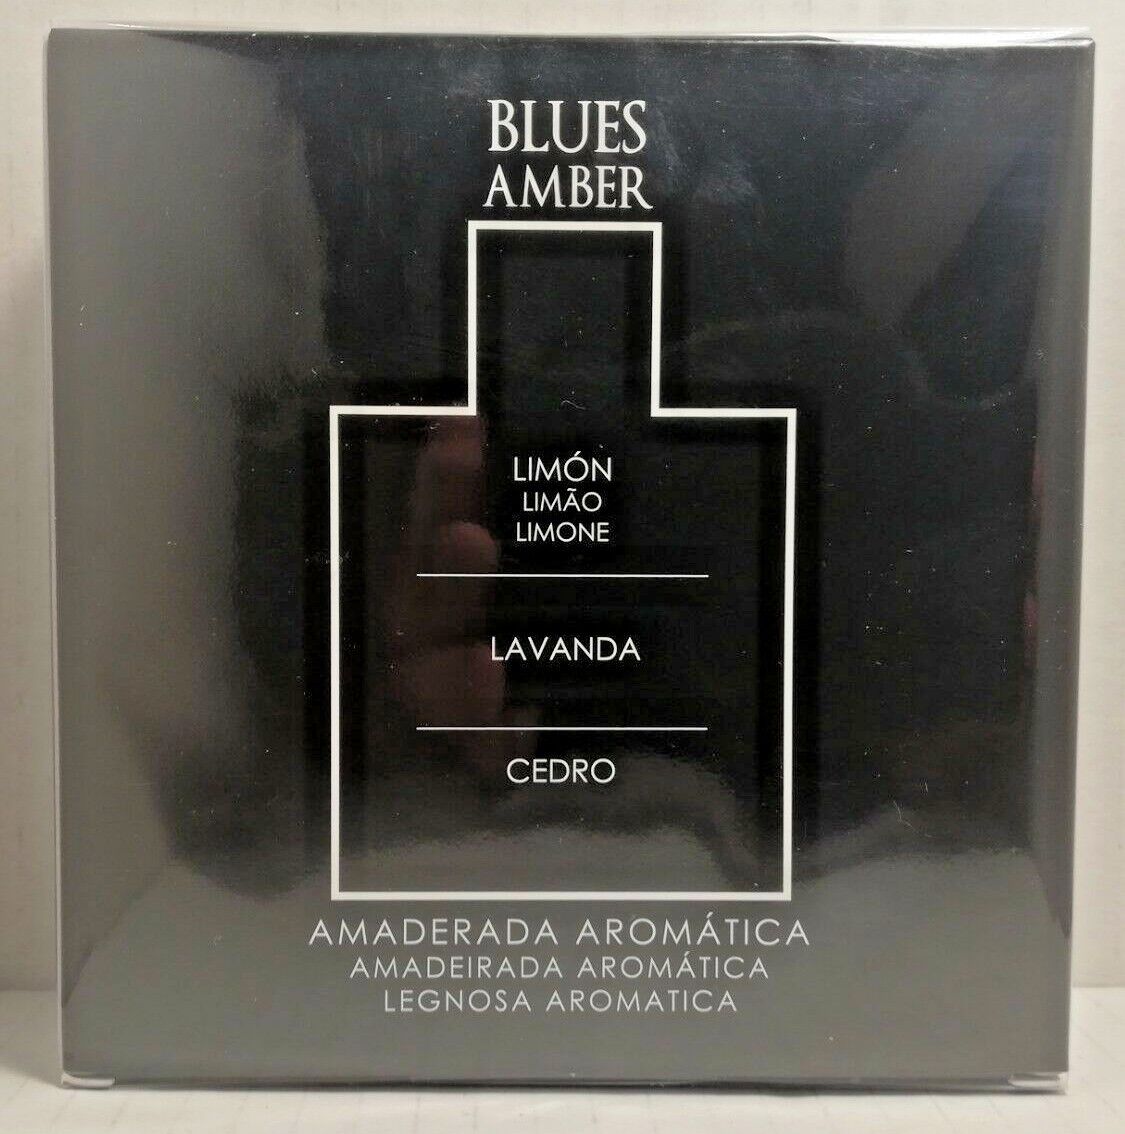 BLUES
AMBER
LIMÓN
LIMÃO
LIMONE
LAVANDA
CEDRO
AMADERADA AROMÁTICA
AMADEIRADA AROMÁTICA
LEGNOSA AROMATICA